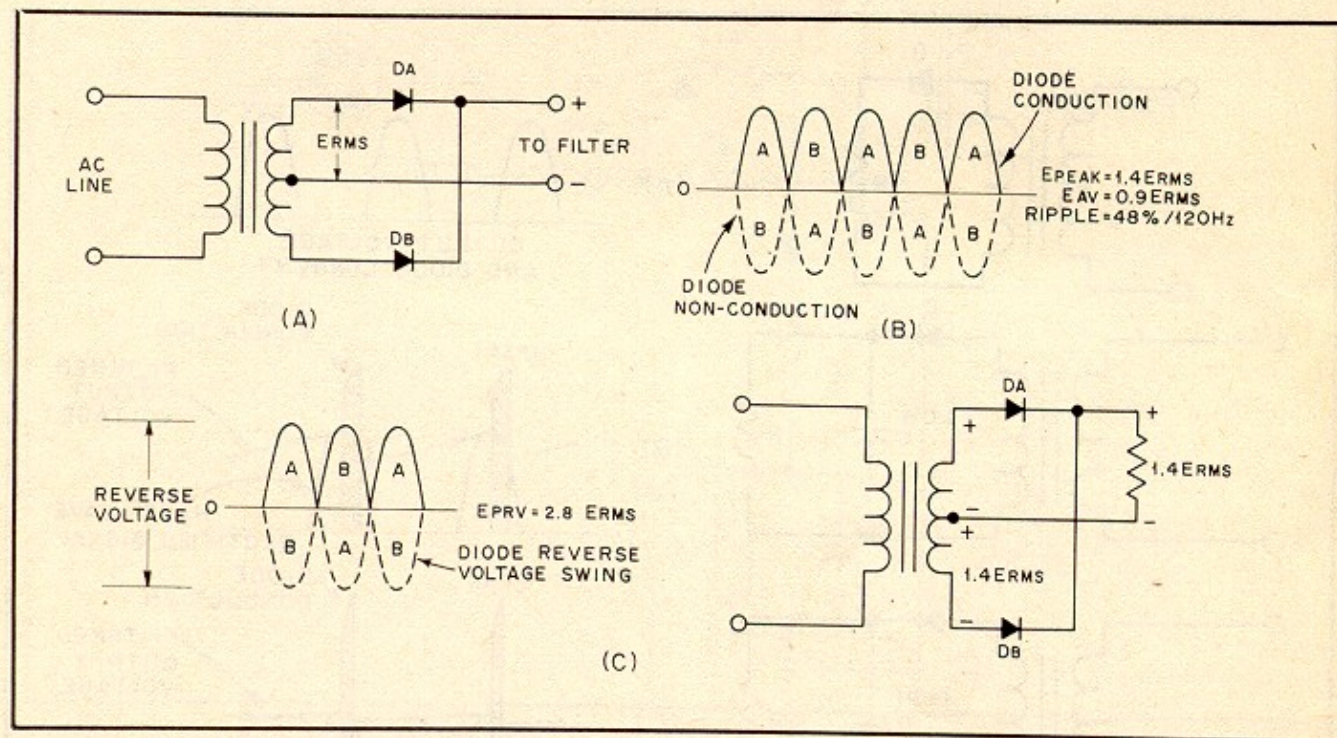 DA
+
ERMS
AC
LINE
TO FILTER
-
DB
(A)
DIODE
CONDUCTION
A B A B A
O
EPEAK=1.4ERMS
EAV=0.9ERMS
RIPPLE=48%/120Hz
B A B A B
DIODE
NON-CONDUCTION
(B)
REVERSE
VOLTAGE
A B A
O
EPRV=2.8 ERMS
B A B
DIODE REVERSE
VOLTAGE SWING
DA
+
+
1.4ERMS
-
-
+
1.4ERMS
-
DB
(C)